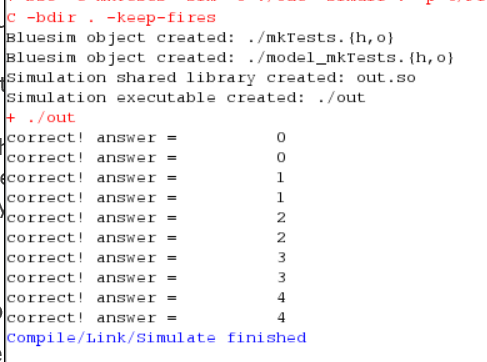 C -bdir . -keep-fires
Bluesim object created: ./mkTests.{h,o}
Bluesim object created: ./model_mkTests.{h,o}
Simulation shared library created: out.so
Simulation executable created: ./out
+ ./out
correct! answer =          0
correct! answer =          0
correct! answer =          1
correct! answer =          1
correct! answer =          2
correct! answer =          2
correct! answer =          3
correct! answer =          3
correct! answer =          4
correct! answer =          4
Compile/Link/Simulate finished